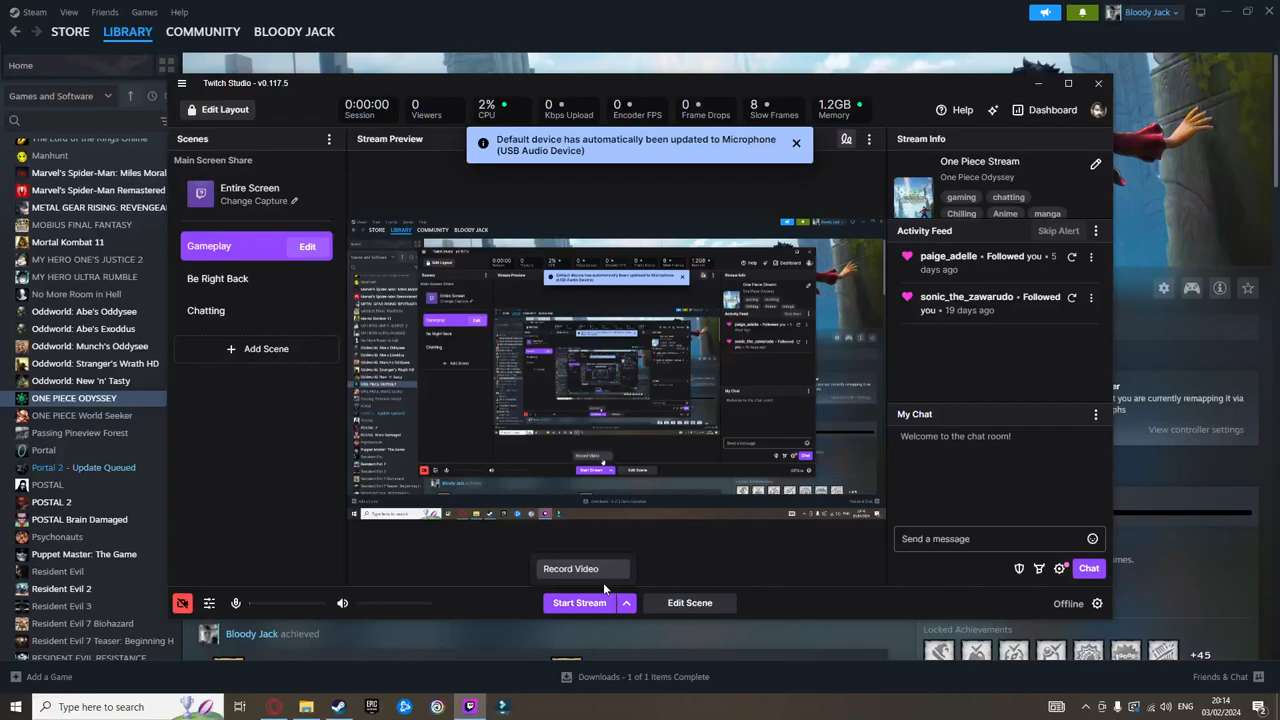 Steam
View
Friends
Games
Help
Bloody Jack
STORE
LIBRARY
COMMUNITY
BLOODY JACK
Home
Games and Software
The Lord of the Rings Online
Manhunt
Marvel's Spider-Man: Miles Moral
Marvel's Spider-Man Remastered
METAL GEAR RISING: REVENGEA
MOBIUS FINAL FANTASY
Mortal Kombat 11
MY HERO ONE'S JUSTICE 2
MY HERO ULTRA RUMBLE
No More Room in Hell
Oddworld: Abe's Exoddus
Oddworld: Munch's Oddysee
Oddworld: Stranger's Wrath HD
Oddworld: New 'n' Tasty
ONE PIECE ODYSSEY
ONE PIECE World Seeker
Passing Pineview Forest
Portal
Portal 2 - Update Queued
POSTAL
POSTAL 2
POSTAL Brain Damaged
Psychonauts
Puppet Master: The Game
Resident Evil
Resident Evil 2
Resident Evil 3
Resident Evil 7 Biohazard
Resident Evil 7 Teaser: Beginning H
RESIDENT EVIL RESISTANCE
Twitch Studio - v0.117.5
Edit Layout
0:00:00
Session
0
Viewers
2%
CPU
0
Kbps Upload
0
Encoder FPS
0
Frame Drops
8
Slow Frames
1.2GB
Memory
Help
Dashboard
Scenes
Main Screen Share
Entire Screen
Change Capture
Gameplay
Edit
Be Right Back
Chatting
Add Scene
Stream Preview
Default device has automatically been updated to Microphone
(USB Audio Device)
Stream Info
One Piece Stream
One Piece Odyssey
gaming
chatting
Chilling
Anime
manga
Activity Feed
Skip Alert
paige_adelle - Followed you • 5
days ago
sonic_the_zawarudo - Followed
you • 19 days ago
My Chat
Welcome to the chat room!
Send a message
Chat
Record Video
Start Stream
Edit Scene
Offline
you are currently remapping it via
View controller settings
Bloody Jack achieved
Locked Achievements
+45
Add a Game
Downloads - 1 of 1 Items Complete
Friends & Chat
Type here to search
EPIC
20:14
03/02/2024